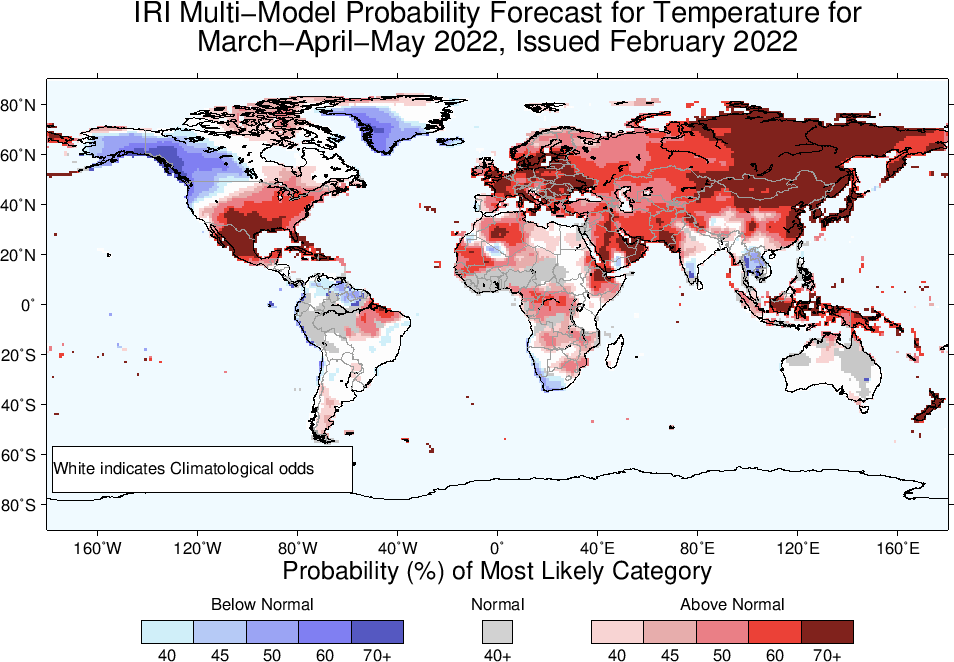 IRI Multi−Model Probability Forecast for Temperature for
March−April−May 2022, Issued February 2022
80˚N
60˚N
40˚N
20˚N
0˚
20˚S
40˚S
60˚S
80˚S
White indicates Climatological odds
160˚W 120˚W 80˚W 40˚W 0˚ 40˚E 80˚E 120˚E 160˚E
Probability (%) of Most Likely Category
Below Normal Normal Above Normal
40 45 50 60 70+ 40+ 40 45 50 60 70+